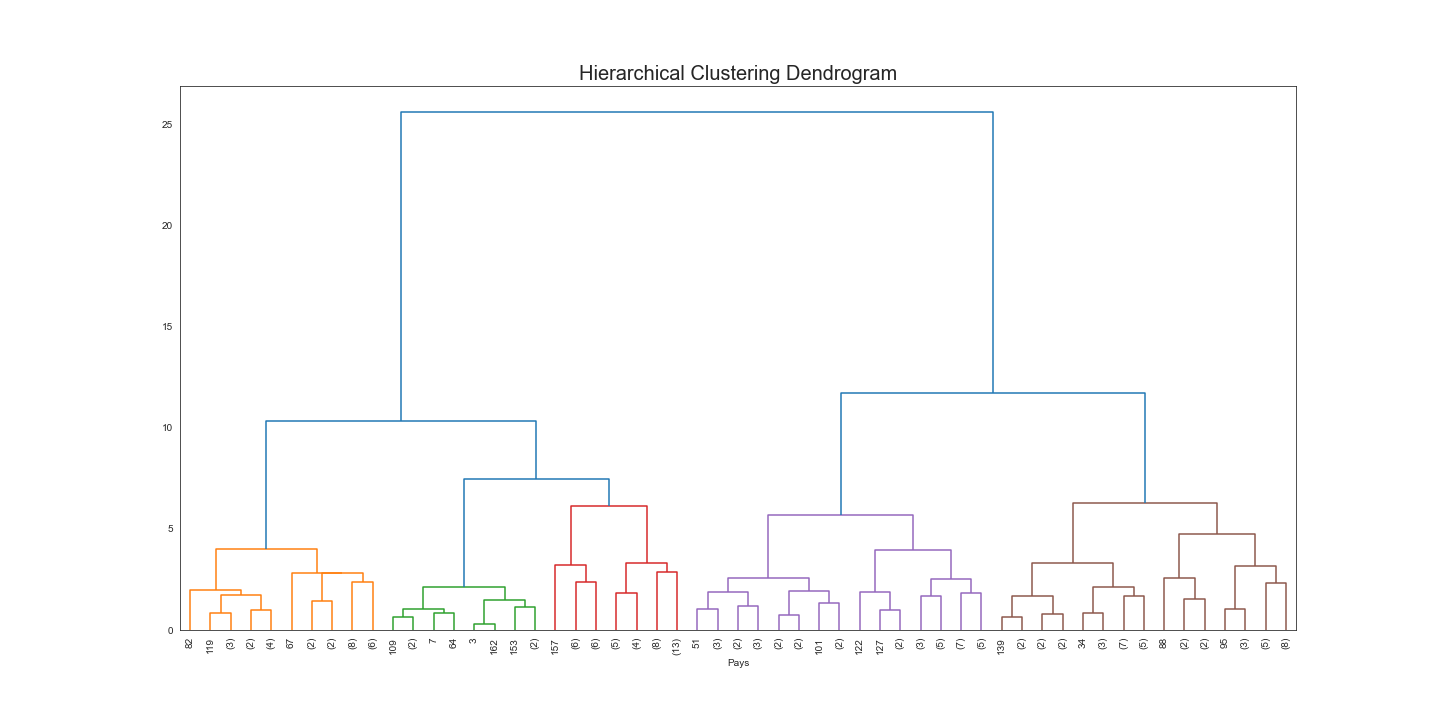 Hierarchical Clustering Dendrogram
25
20
15
10
5
0
82 119 (3) (2) (4) 67 (2) (2) (8) (6) 109 (2) 7 64 3 162 153 (2) 157 (6) (6) (5) (4) (8) (13) 51 (3) (2) (3) (2) (2) 101 (2) 122 127 (2) (3) (5) (7) (5) 139 (2) (2) (2) 34 (3) (7) (5) 88 (2) (2) 95 (3) (5) (8)
Pays